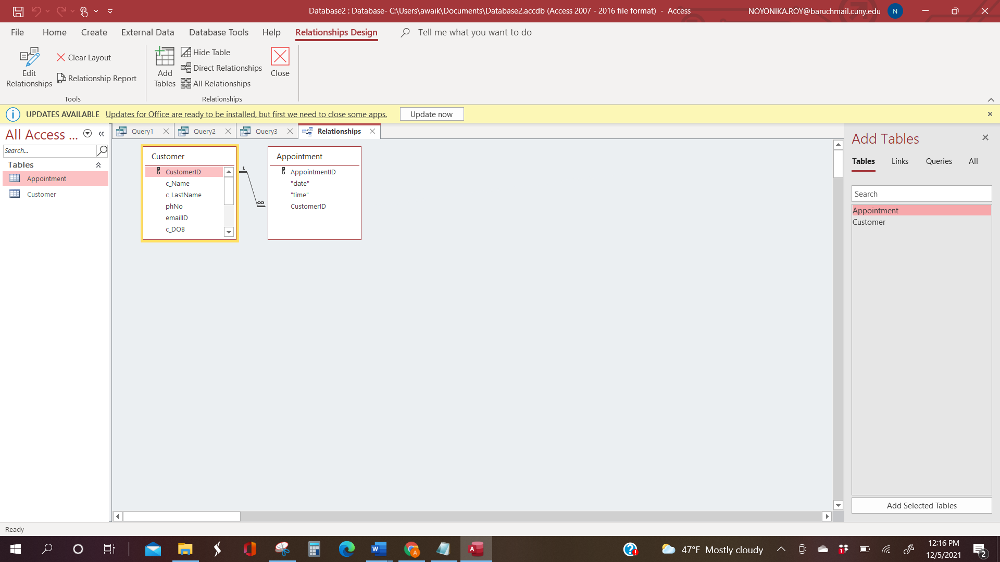 Database2 : Database- C:\Users\awaik\Documents\Database2.accdb (Access 2007 - 2016 file format)  -  Access
NOYONIKA.ROY@baruchmail.cuny.edu
N
File Home Create External Data Database Tools Help Relationships Design Tell me what you want to do
Edit Relationships
Clear Layout
Relationship Report
Tools
Add Tables
Hide Table
Direct Relationships
All Relationships
Close
Relationships
UPDATES AVAILABLE Updates for Office are ready to be installed, but first we need to close some apps. Update now
All Access ...
Search...
Tables
Appointment
Customer
Query1 Query2 Query3 Relationships
Customer
CustomerID
c_Name
c_LastName
phNo
emailID
c_DOB
1
∞
Appointment
AppointmentID
"date"
"time"
CustomerID
Add Tables
Tables Links Queries All
Search
Appointment
Customer
Add Selected Tables
Ready
47°F Mostly cloudy
1
12:16 PM
12/5/2021
2